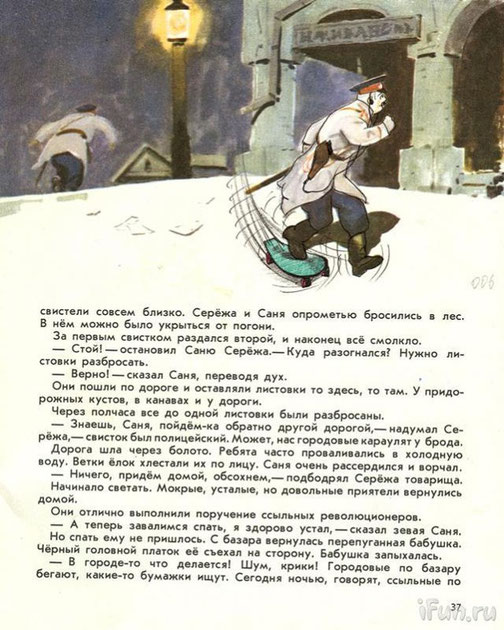 свистели совсем близко. Серёжа и Саня опрометью бросились в лес.
В нём можно было укрыться от погони.
За первым свистком раздался второй, и наконец всё смолкло.
— Стой! — остановил Саню Серёжа.— Куда разогнался? Нужно ли-
стовки разбросать.
— Верно! — сказал Саня, переводя дух.
Они пошли по дороге и оставляли листовки то здесь, то там. У придо-
рожных кустов, в канавах и у дороги.
Через полчаса все до одной листовки были разбросаны.
— Знаешь, Саня, пойдём-ка обратно другой дорогой,— надумал Се-
рёжа,— свисток был полицейский. Может, нас городовые караулят у брода.
Дорога шла через болото. Ребята часто проваливались в холодную
воду. Ветки ёлок хлестали их по лицу. Саня очень рассердился и ворчал.
— Ничего, придём домой, обсохнем,— подбодрял Серёжа товарища.
Начинало светать. Мокрые, усталые, но довольные приятели вернулись
домой.
Они отлично выполнили поручение ссыльных революционеров.
— А теперь завалимся спать, я здорово устал,— сказал зевая Саня.
Но спать ему не пришлось. С базара вернулась перепуганная бабушка.
Чёрный головной платок её съехал на сторону. Бабушка запыхалась.
— В городе-то что делается! Шум, крики! Городовые по базару
бегают, какие-то бумажки ищут. Сегодня ночью, говорят, ссыльные по
37
iFun.ru